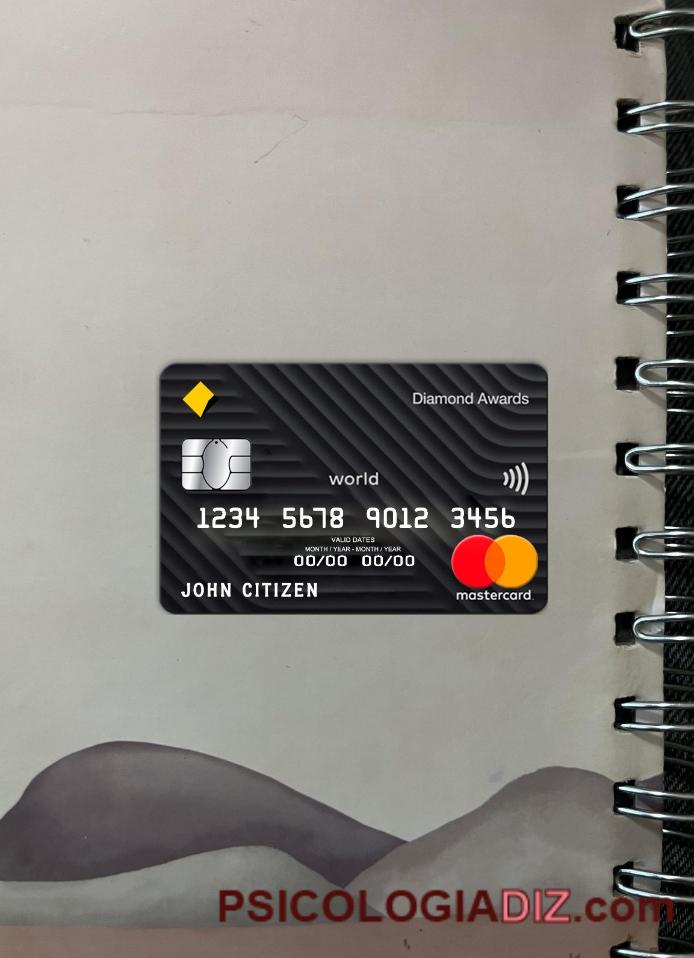 Diamond Awards
world
1234 5678 9012 3456
VALID DATES
MONTH / YEAR - MONTH / YEAR
00/00 00/00
JOHN CITIZEN
mastercard.
PSICOLOGIADIZ.com